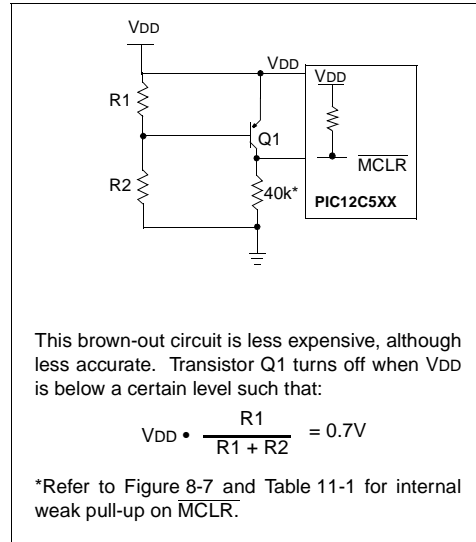 VDD
VDD
VDD
R1
Q1
MCLR
R2
40k*
PIC12C5XX
This brown-out circuit is less expensive, although
less accurate. Transistor Q1 turns off when VDD
is below a certain level such that:
VDD • R1 / R1 + R2 = 0.7V
*Refer to Figure 8-7 and Table 11-1 for internal
weak pull-up on MCLR.